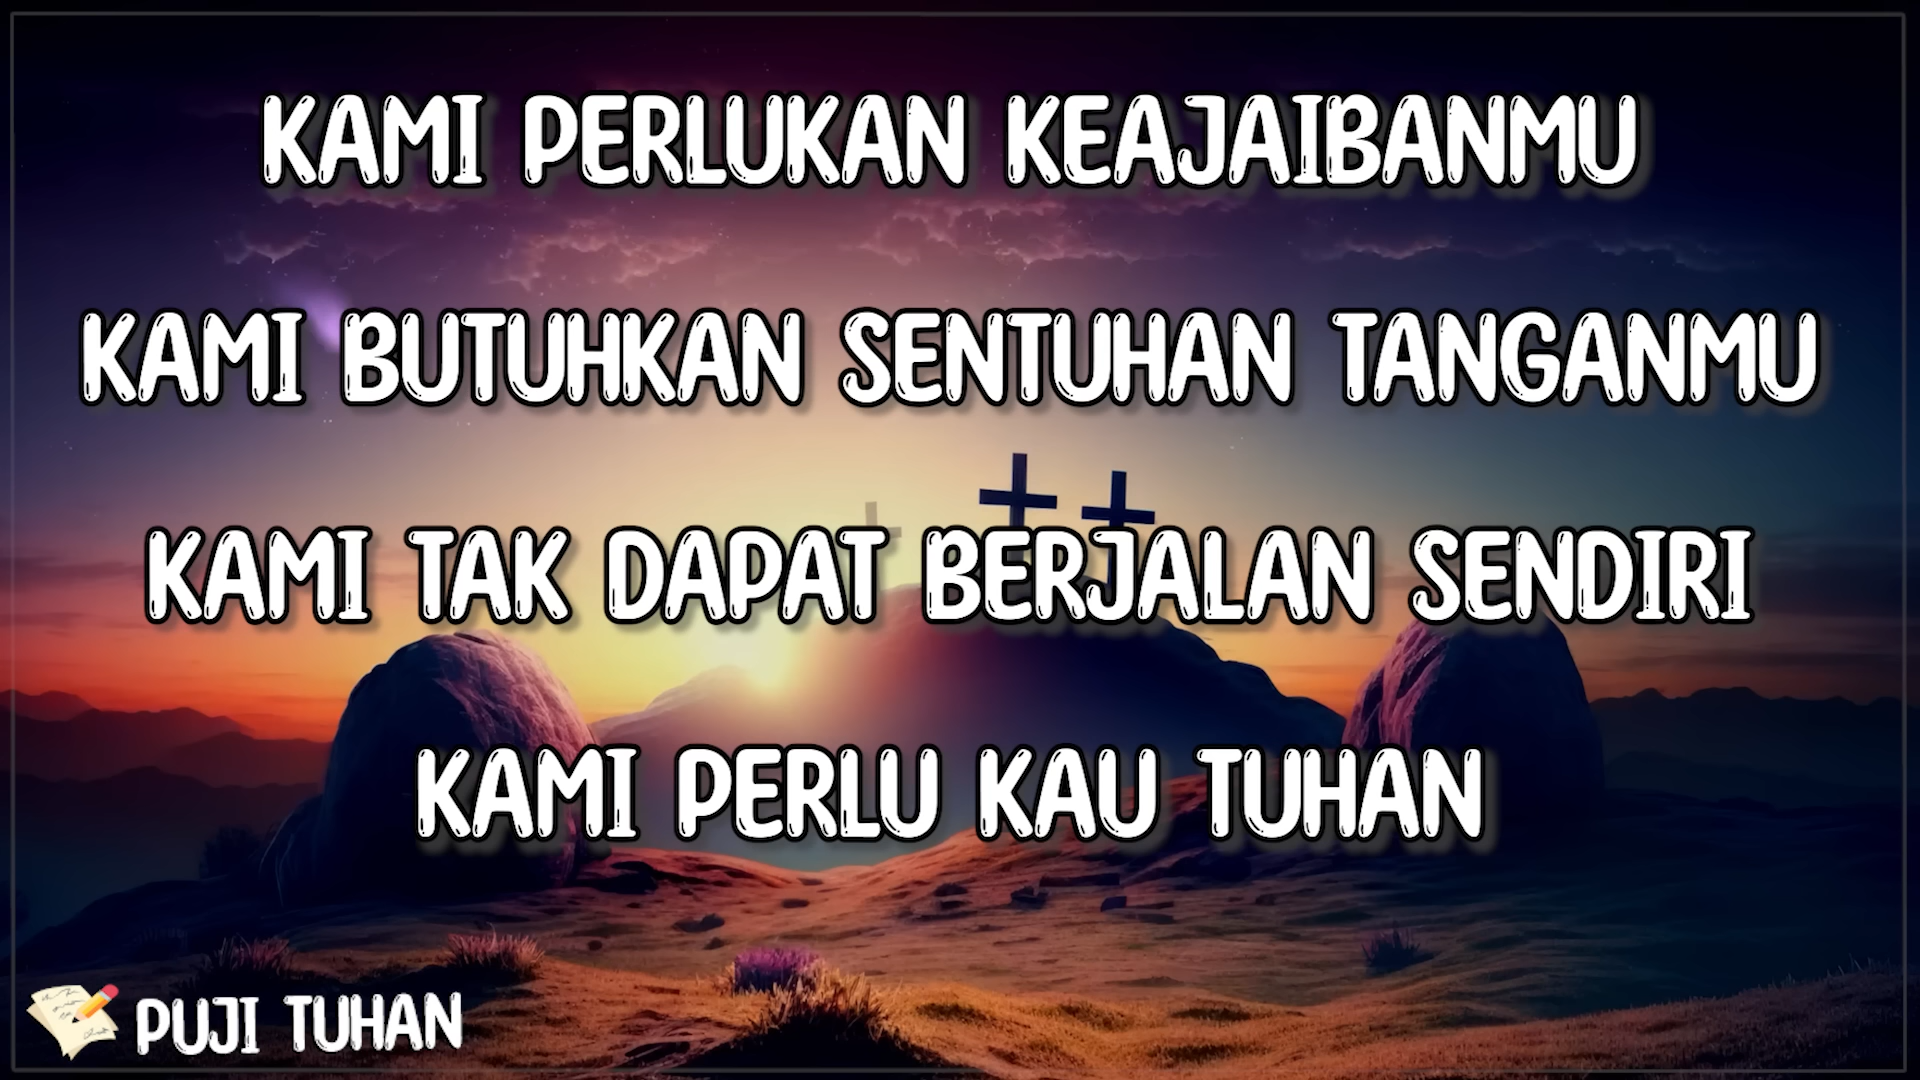 KAMI PERLUKAN KEAJAIBANMU
KAMI BUTUHKAN SENTUHAN TANGANMU
KAMI TAK DAPAT BERJALAN SENDIRI
KAMI PERLU KAU TUHAN
PUJI TUHAN